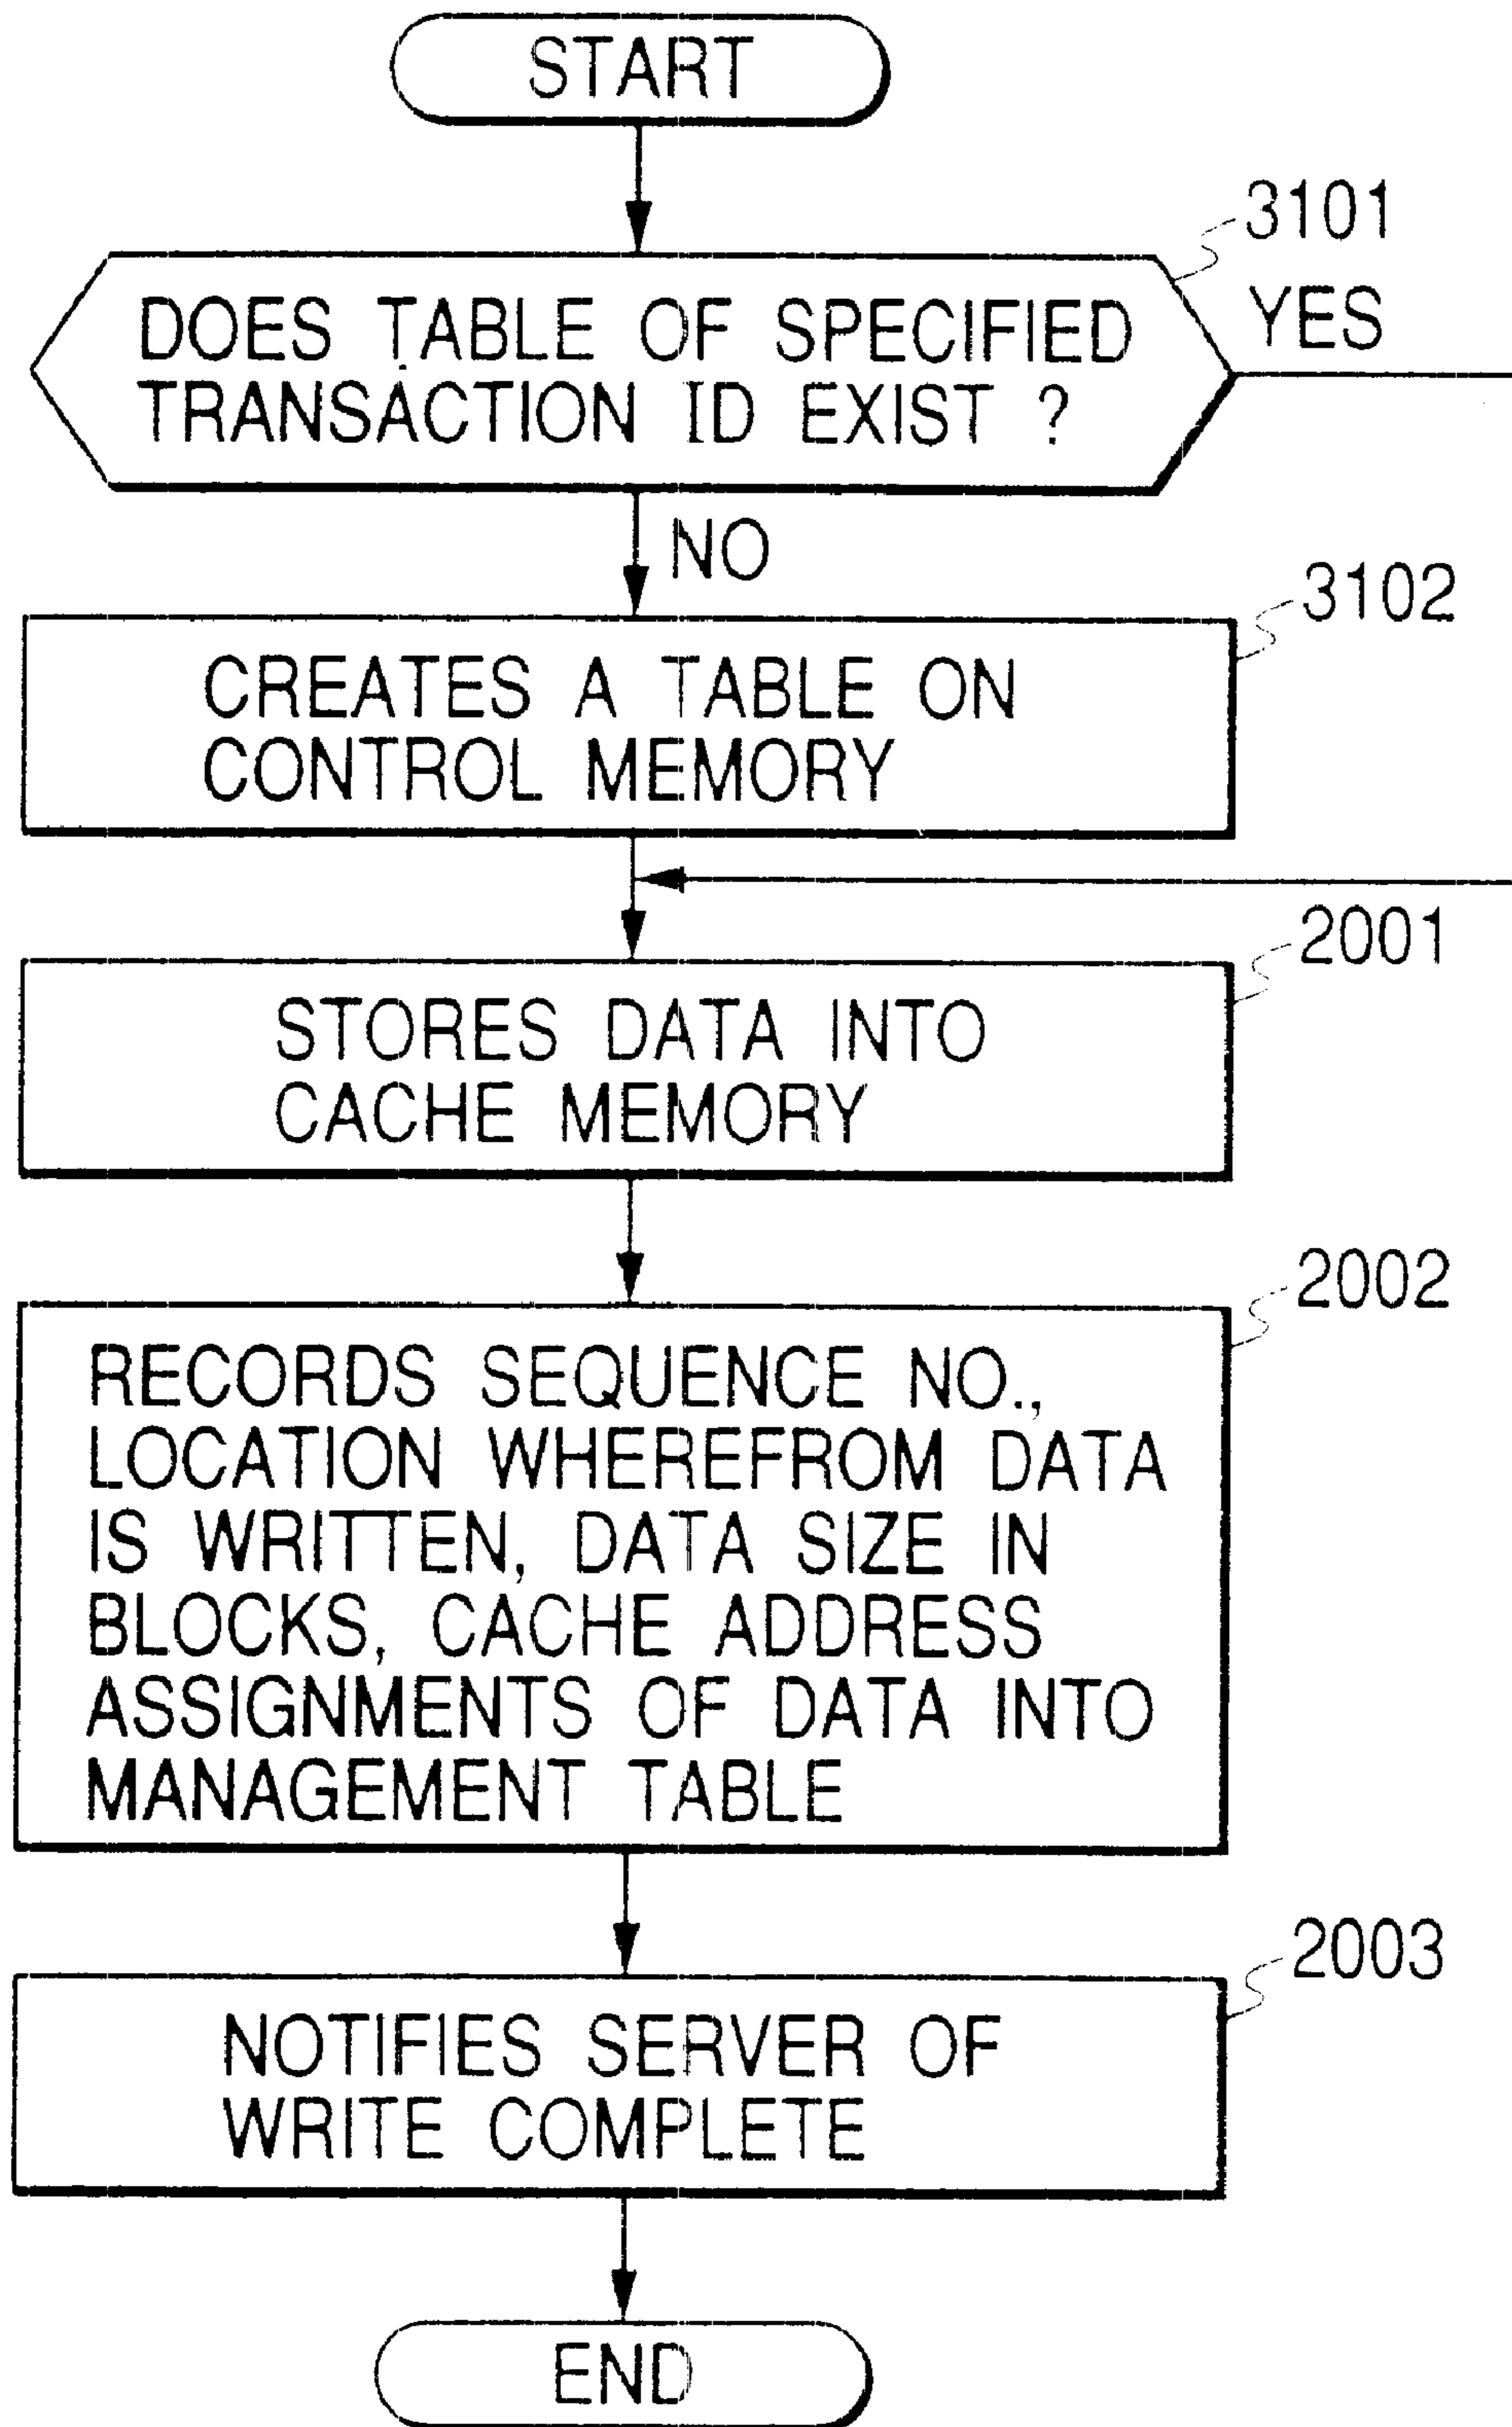 START
3101
DOES TABLE OF SPECIFIED
TRANSACTION ID EXIST ?
YES
NO
3102
CREATES A TABLE ON
CONTROL MEMORY
2001
STORES DATA INTO
CACHE MEMORY
2002
RECORDS SEQUENCE NO.,
LOCATION WHEREFROM DATA
IS WRITTEN, DATA SIZE IN
BLOCKS, CACHE ADDRESS
ASSIGNMENTS OF DATA INTO
MANAGEMENT TABLE
2003
NOTIFIES SERVER OF
WRITE COMPLETE
END